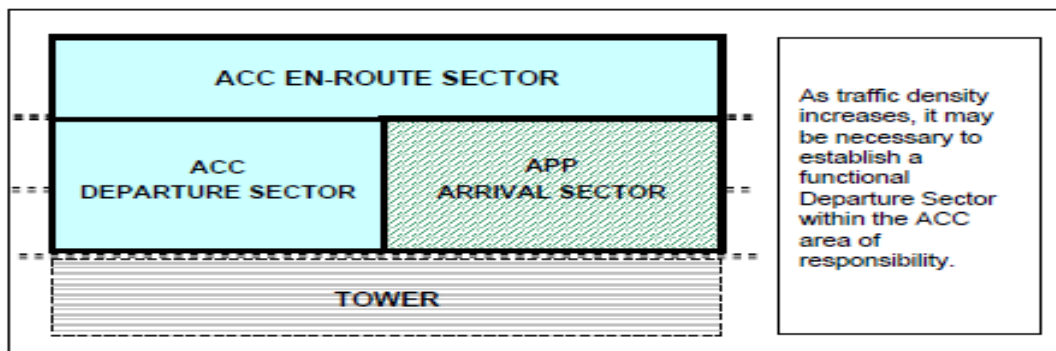 ACC EN-ROUTE SECTOR
ACC
DEPARTURE SECTOR
APP
ARRIVAL SECTOR
TOWER
As traffic density
increases, it may
be necessary to
establish a
functional
Departure Sector
within the ACC
area of
responsibility.